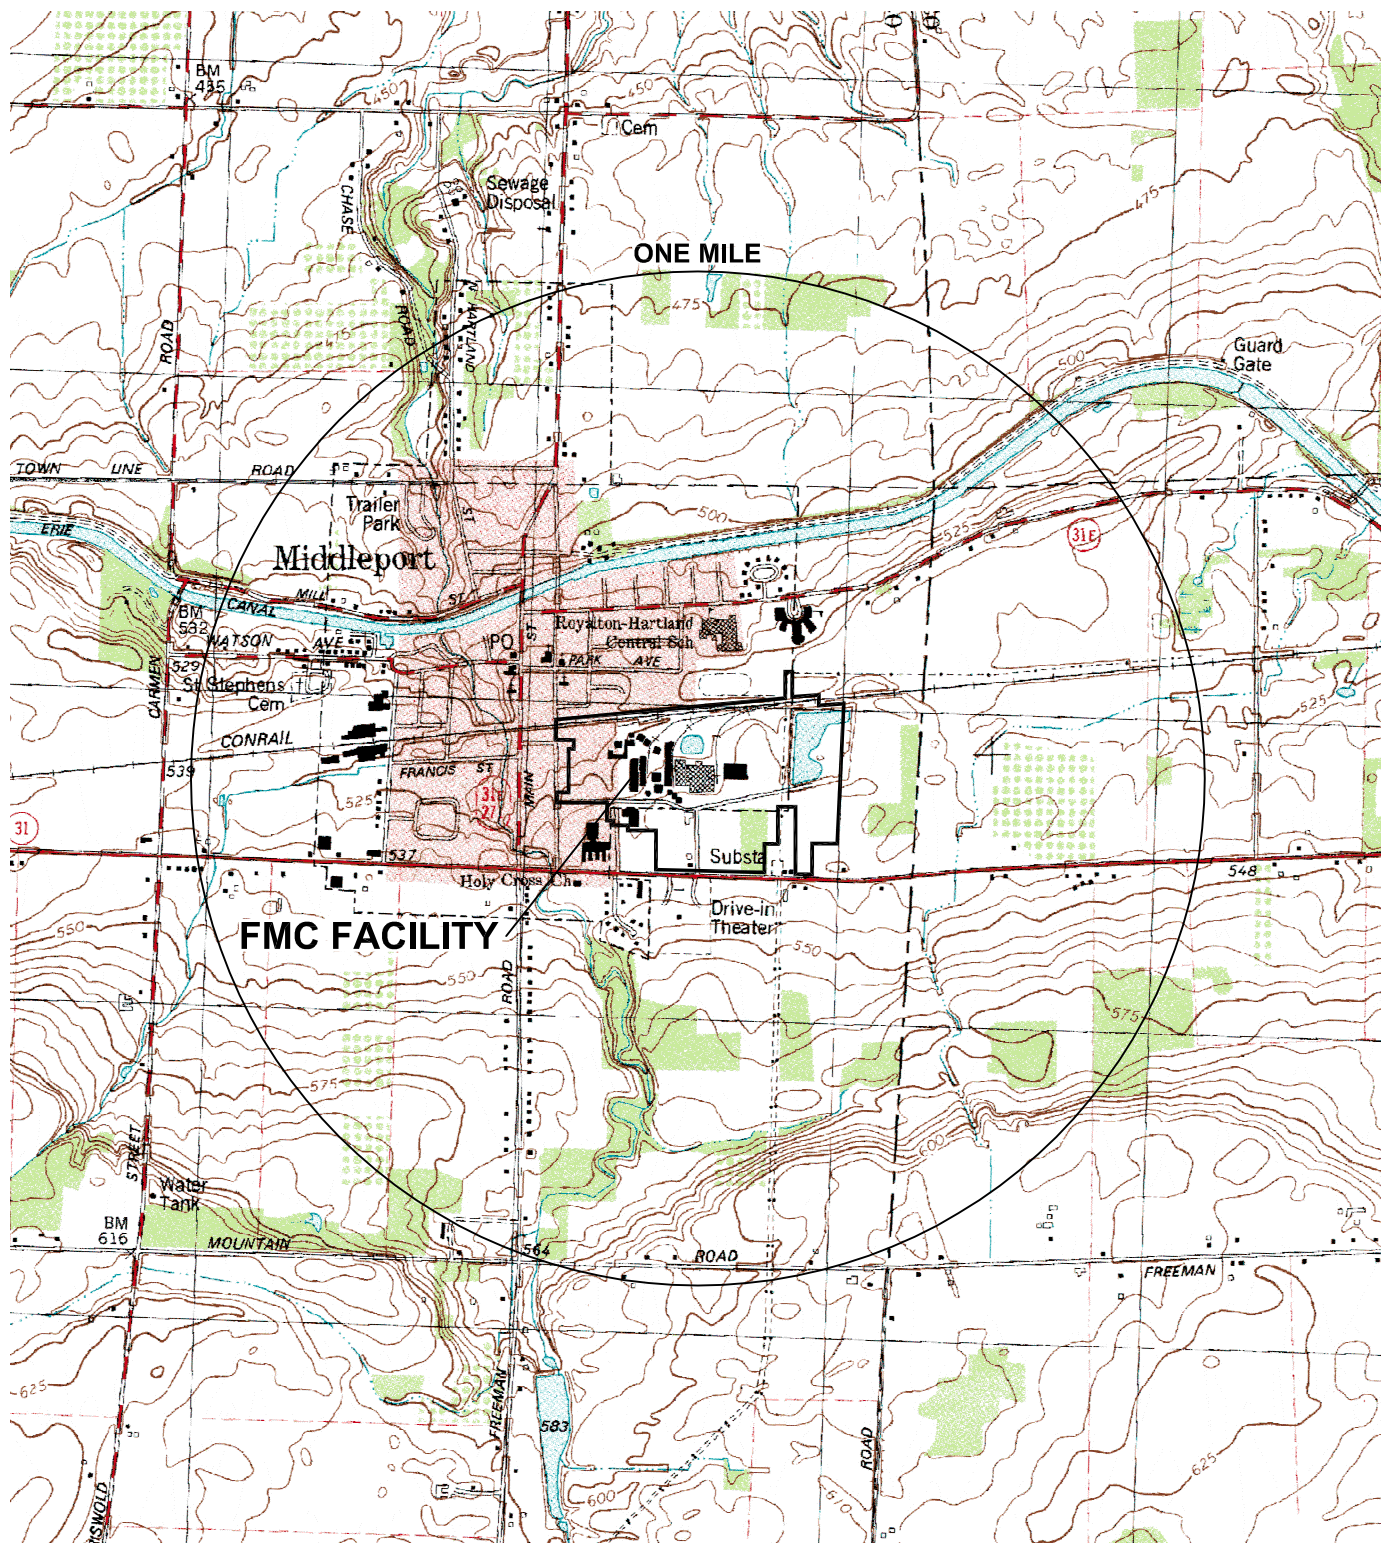 BM
435
450
450
Cem
CHASE
Sewage
Disposal
475
ONE MILE
475
ROAD
ROAD
N HARTLAND
475
500
Guard
Gate
TOWN LINE ROAD
Trailer
Park
ST
500
525
31E
ERIE
Middleport
CANAL
MILL
ST
BM
532
WATSON AVE
PO
ST
Royalton-Hartland
Central Sch
PARK AVE
529
CARMEN
St Stephens
Cem
525
CONRAIL
539
FRANCIS ST
525
31E
27
MAIN
31
537
Substa
548
Holy Cross Ch
Drive-in
Theater
550
FMC FACILITY
550
550
ROAD
575
575
600
STREET
Water
Tank
BM
616
MOUNTAIN
564
ROAD
FREEMAN
625
FREEMAN
583
ROAD
600
610
625